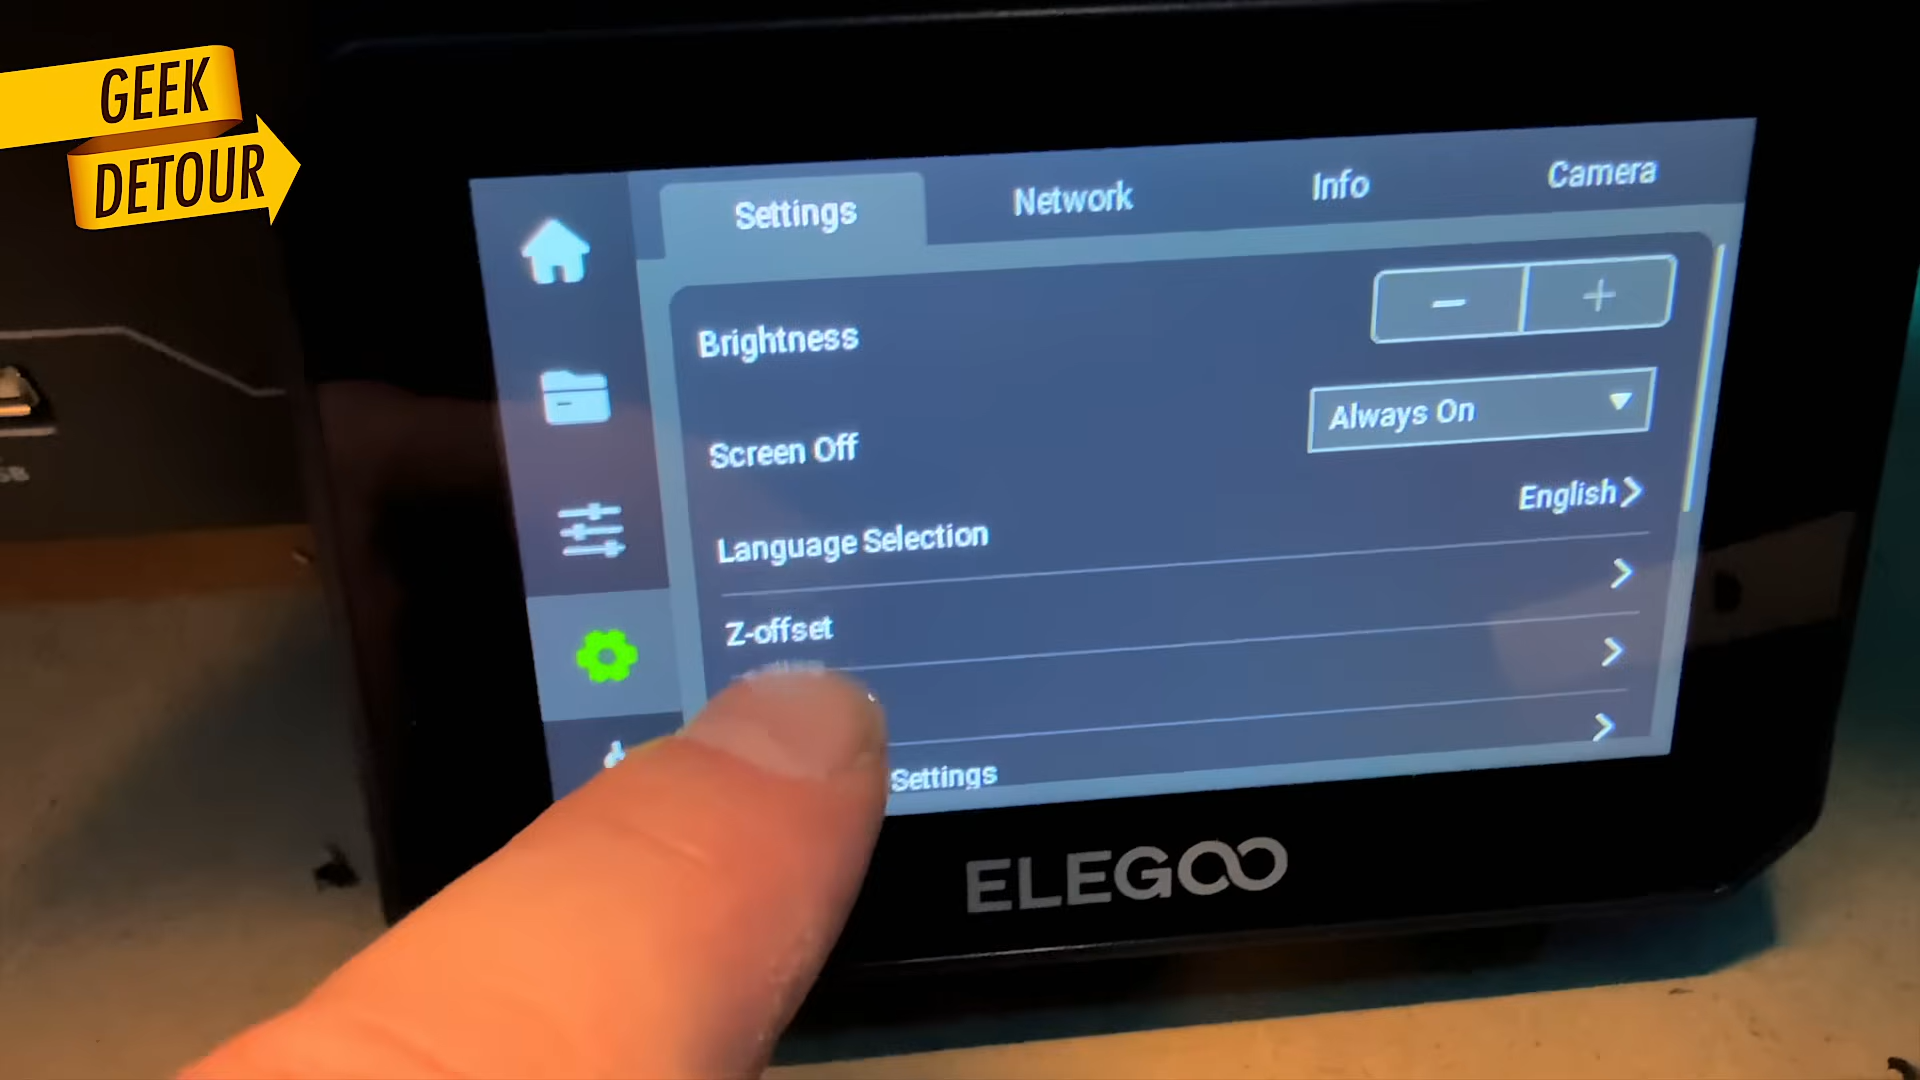 GEEK
DETOUR
Settings
Network
Info
Camera
Brightness
Screen Off
Always On
Language Selection
English
Z-offset
Settings
ELEGOO